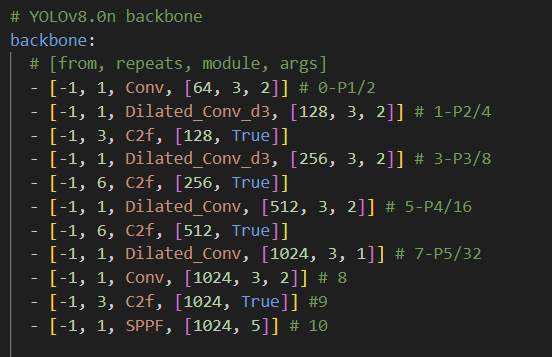 # YOLOv8.0n backbone
backbone:
  # [from, repeats, module, args]
  - [-1, 1, Conv, [64, 3, 2]] # 0-P1/2
  - [-1, 1, Dilated_Conv_d3, [128, 3, 2]] # 1-P2/4
  - [-1, 3, C2f, [128, True]]
  - [-1, 1, Dilated_Conv_d3, [256, 3, 2]] # 3-P3/8
  - [-1, 6, C2f, [256, True]]
  - [-1, 1, Dilated_Conv, [512, 3, 2]] # 5-P4/16
  - [-1, 6, C2f, [512, True]]
  - [-1, 1, Dilated_Conv, [1024, 3, 1]] # 7-P5/32
  - [-1, 1, Conv, [1024, 3, 2]] # 8
  - [-1, 3, C2f, [1024, True]] #9
  - [-1, 1, SPPF, [1024, 5]] # 10